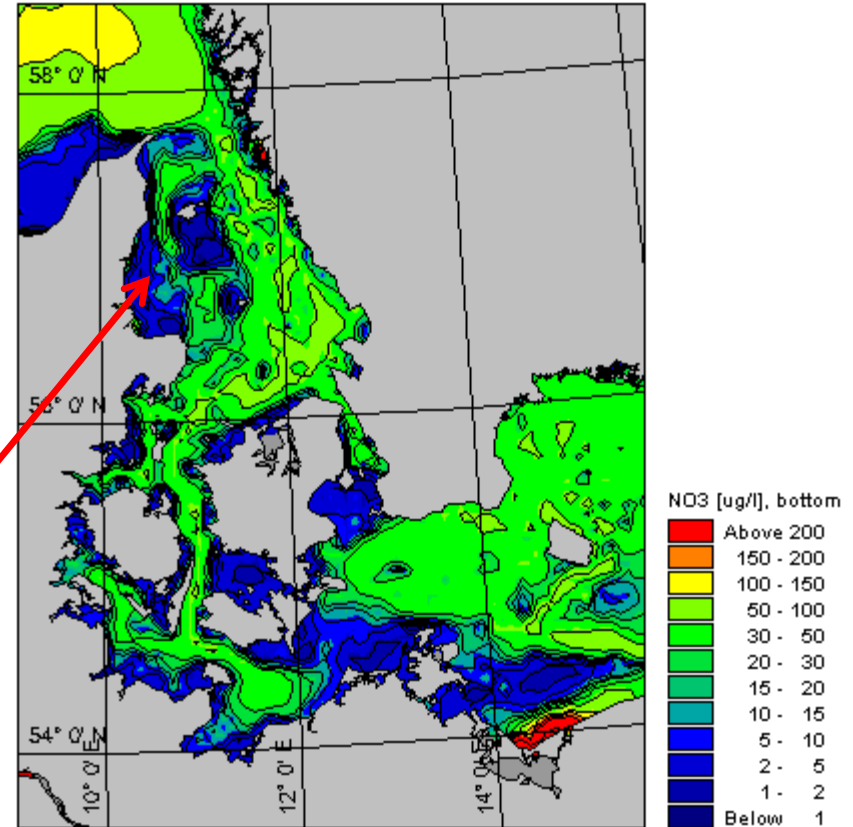 58° 0' N
56° 0' N
54° 0' N
10° 0' E
12° 0' E
14° 0' E
NO3 [ug/l], bottom
Above 200
150 - 200
100 - 150
50 - 100
30 - 50
20 - 30
15 - 20
10 - 15
5 - 10
2 - 5
1 - 2
Below 1